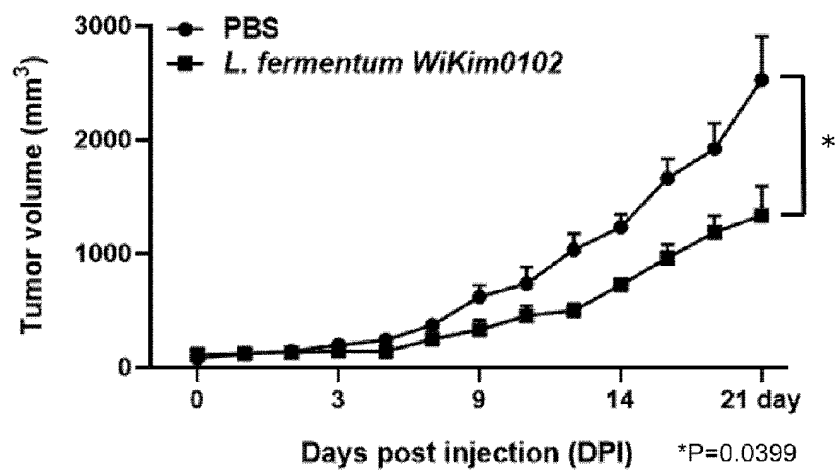 3000
PBS
L. fermentum WiKim0102
2000
1000
0
Tumor volume (mm³)
*
0 3 9 14 21 day
Days post injection (DPI)
*P=0.0399